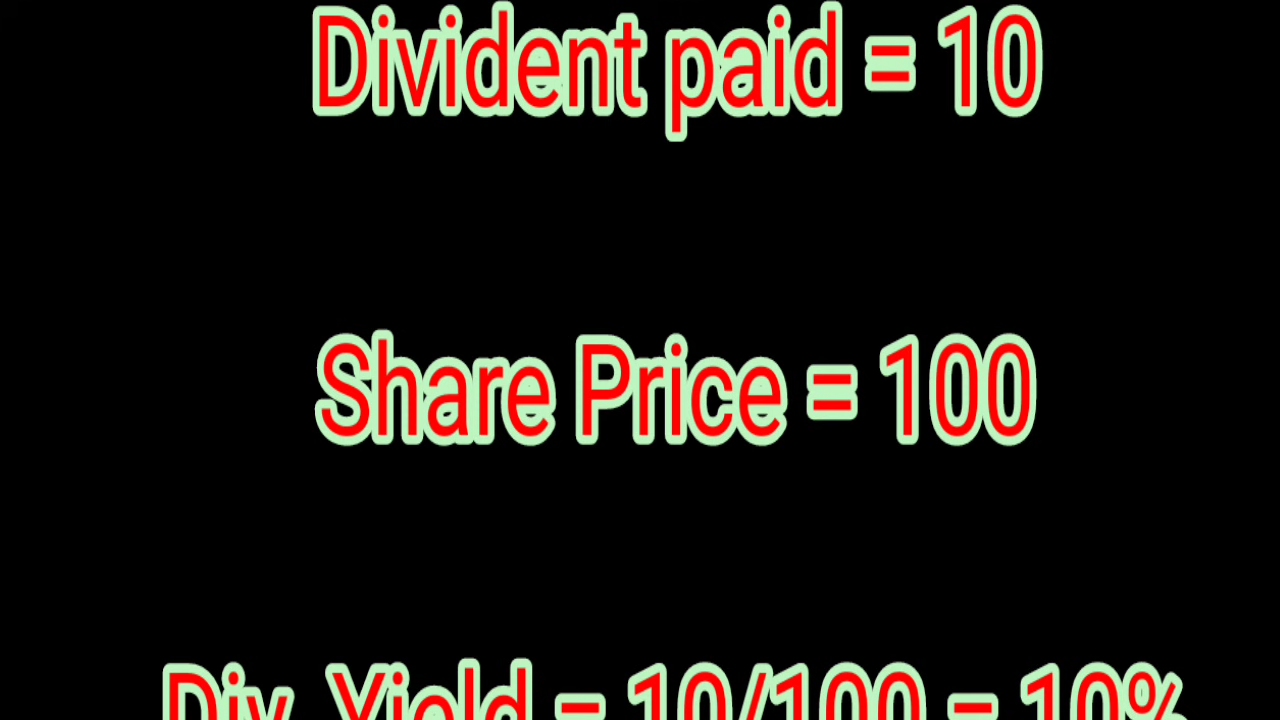 Divident paid = 10
Share Price = 100
Div. Yield = 10/100 = 10%